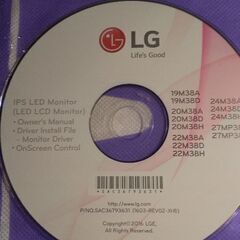 LG
Life's Good
IPS LED Monitor
(LED LCD Monitor)
• Owner's Manual
• Driver Install File
- Monitor Driver
• OnScreen Control
19M38A
19M38D
20M38A
20M38D
20M38H
22M38A
22M38D
22M38H
24M38A
24M38D
24M38H
27MP38
27MP38
http://www.lg.com
P/NO.SAC36793631 (1603-REV02-XHB)
Copyright©2016 LGE,
All Rights Reserved.